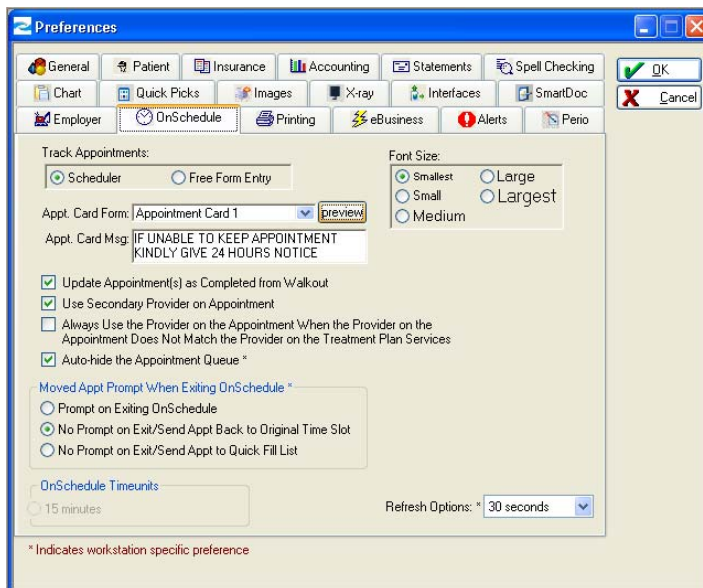 Preferences
General Patient Insurance Accounting Statements Spell Checking
OK
Chart Quick Picks Images X-ray Interfaces SmartDoc
Cancel
Employer OnSchedule Printing eBusiness Alerts Perio
Track Appointments:
Scheduler Free Form Entry
Font Size:
Smallest Large
Small Largest
Medium
Appt. Card Form: Appointment Card 1 preview
Appt. Card Msg: IF UNABLE TO KEEP APPOINTMENT
KINDLY GIVE 24 HOURS NOTICE
Update Appointment(s) as Completed from Walkout
Use Secondary Provider on Appointment
Always Use the Provider on the Appointment When the Provider on the
Appointment Does Not Match the Provider on the Treatment Plan Services
Auto-hide the Appointment Queue *
Moved Appt Prompt When Exiting OnSchedule *
Prompt on Exiting OnSchedule
No Prompt on Exit/Send Appt Back to Original Time Slot
No Prompt on Exit/Send Appt to Quick Fill List
OnSchedule Timeunits
15 minutes
Refresh Options: * 30 seconds
* Indicates workstation specific preference